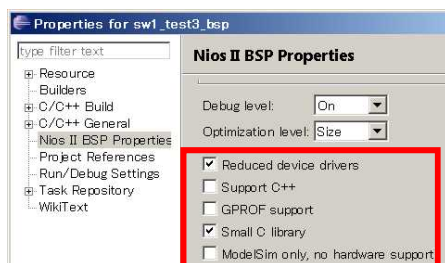 Properties for sw1_test3_bsp
type filter text
Resource
Builders
C/C++ Build
C/C++ General
Nios II BSP Properties
Project References
Run/Debug Settings
Task Repository
WikiText
Nios II BSP Properties
Debug level: On
Optimization level: Size
Reduced device drivers
Support C++
GPROF support
Small C library
ModelSim only, no hardware support